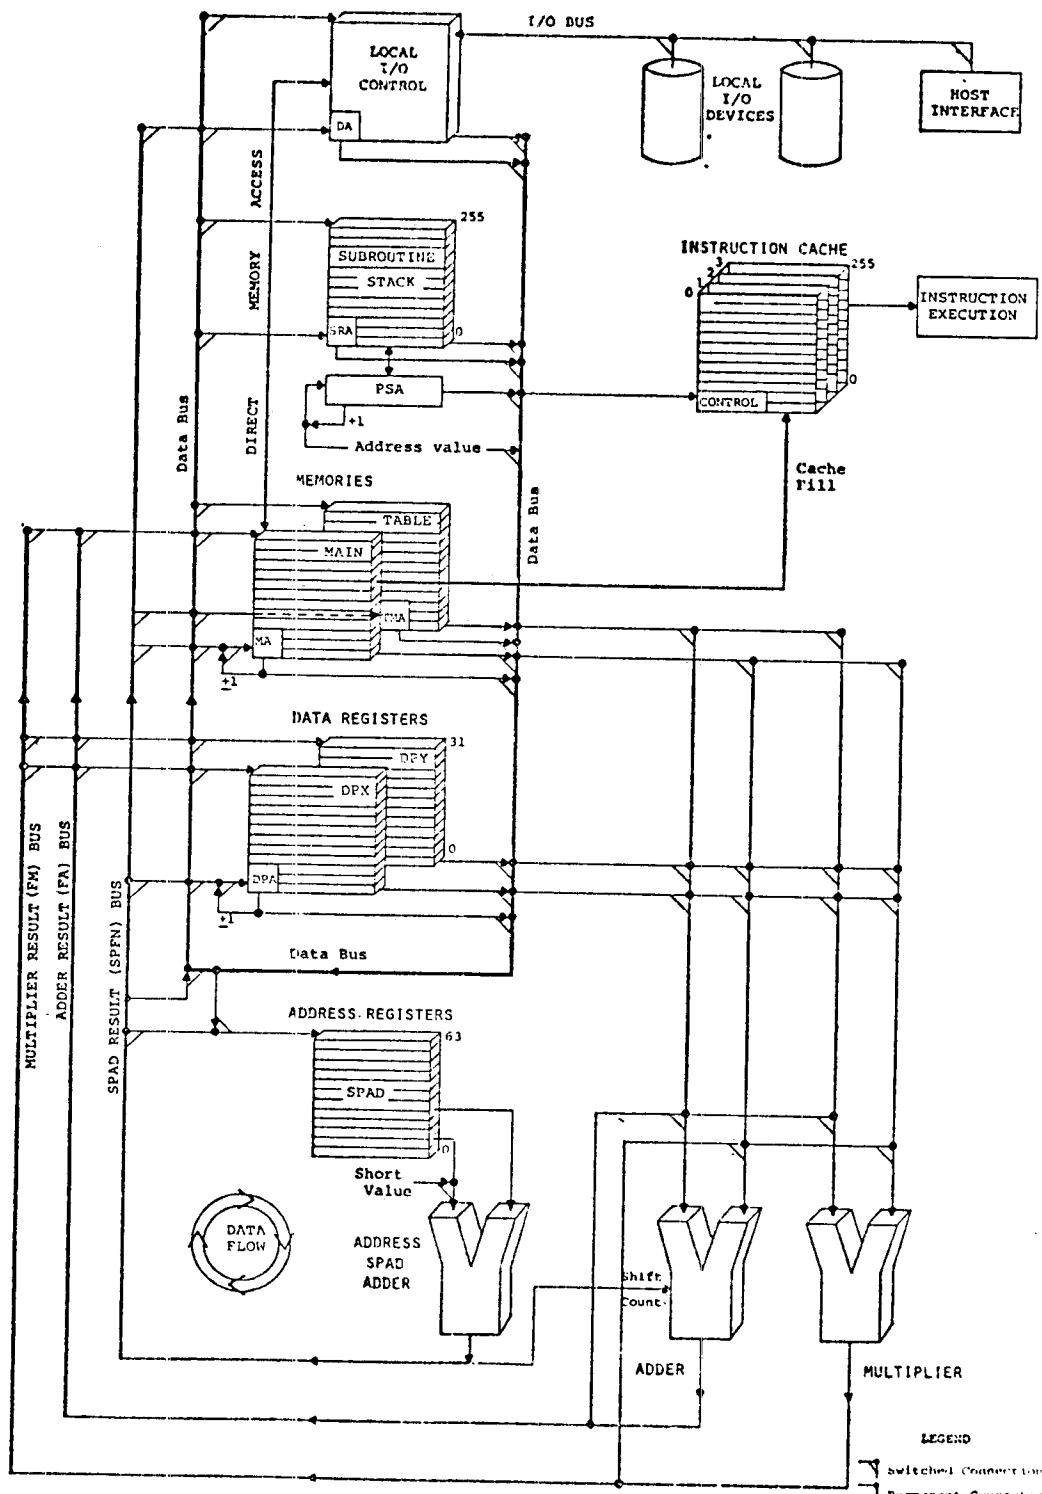 I/O BUS
LOCAL
I/O
CONTROL
DA
LOCAL
I/O
DEVICES
HOST
INTERFACE
DIRECT MEMORY ACCESS
255
SUBROUTINE
STACK
SRA
0
PSA
+1
Address value
INSTRUCTION CACHE
0 1 2 3
255
CONTROL
0
INSTRUCTION
EXECUTION
Cache
Fill
Data Bus
Data Bus
MEMORIES
TABLE
MAIN
TMA
MA
+1
DATA REGISTERS
31
DPY
DPX
0
DPA
+1
Data Bus
MULTIPLIER RESULT (FM) BUS
ADDER RESULT (FA) BUS
SPAD RESULT (SPFN) BUS
ADDRESS REGISTERS
63
SPAD
0
Short
Value
DATA
FLOW
ADDRESS
SPAD
ADDER
Shift
Count
ADDER
MULTIPLIER
LEGEND
Switched Connection